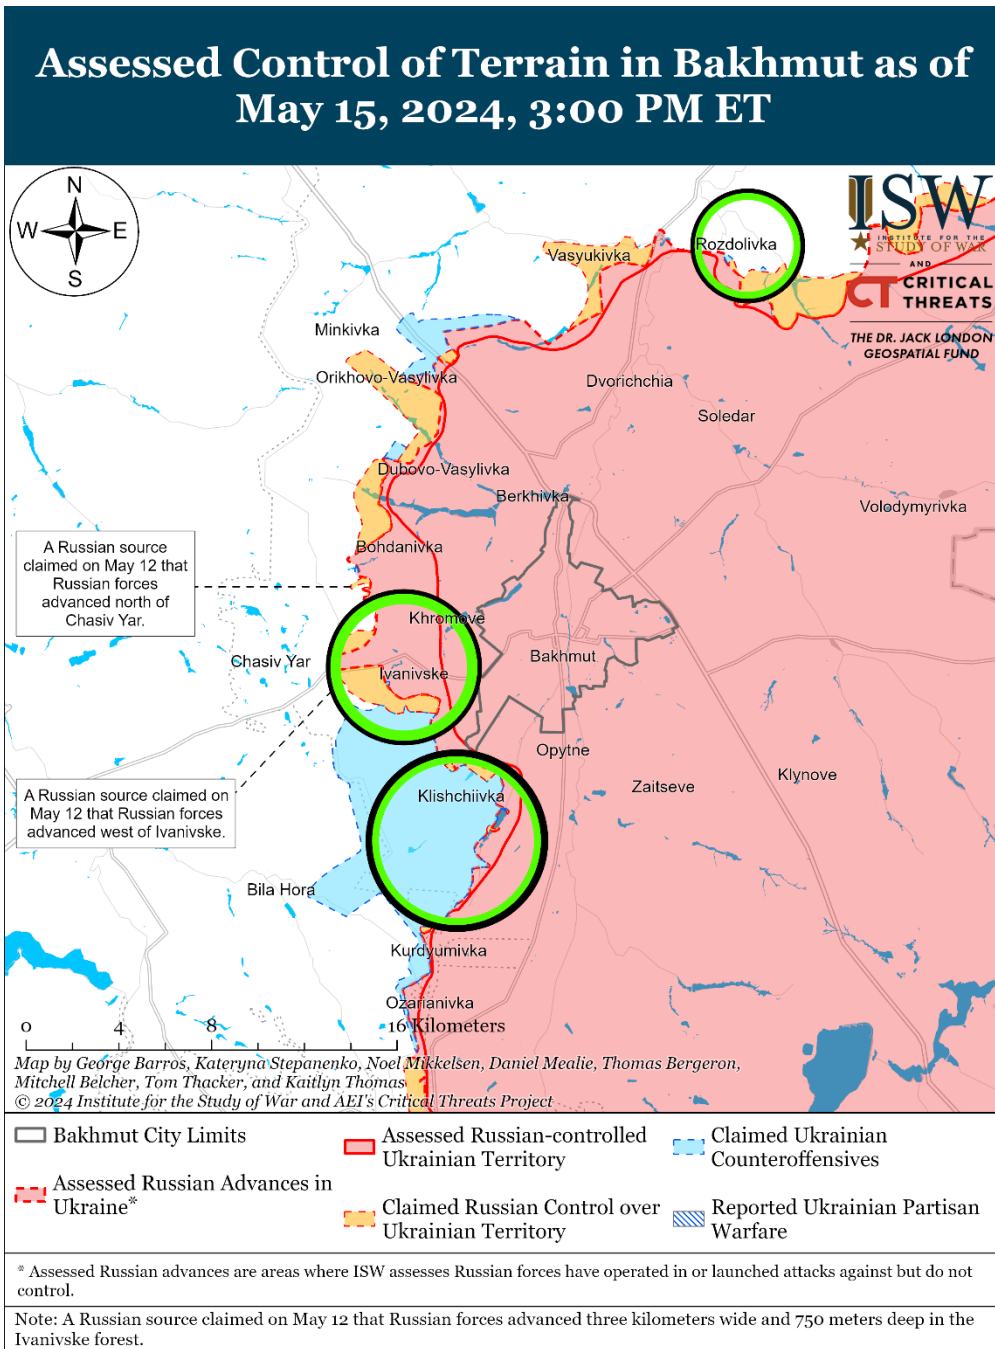 Assessed Control of Terrain in Bakhmut as of
May 15, 2024, 3:00 PM ET
N
W
E
S
ISW
INSTITUTE FOR THE
STUDY OF WAR
AND
CT CRITICAL
THREATS
THE DR. JACK LONDON
GEOSPATIAL FUND
Rozdolivka
Vasyukivka
Minkivka
Orikhovo-Vasylivka
Dvorichchia
Soledar
Dubovo-Vasylivka
Berkhivka
Volodymyrivka
Bohdanivka
A Russian source
claimed on May 12 that
Russian forces
advanced north of
Chasiv Yar.
Khromove
Chasiv Yar
Bakhmut
Ivanivske
Opytne
Klynove
Zaitseve
A Russian source claimed on
May 12 that Russian forces
advanced west of Ivanivske.
Klishchiivka
Bila Hora
Kurdyumivka
Ozarianivka
0 4 8 16 Kilometers
Map by George Barros, Kateryna Stepanenko, Noel Mikkelsen, Daniel Mealie, Thomas Bergeron,
Mitchell Belcher, Tom Thacker, and Kaitlyn Thomas
© 2024 Institute for the Study of War and AEI's Critical Threats Project
Bakhmut City Limits
Assessed Russian Advances in
Ukraine*
Assessed Russian-controlled
Ukrainian Territory
Claimed Russian Control over
Ukrainian Territory
Claimed Ukrainian
Counteroffensives
Reported Ukrainian Partisan
Warfare
* Assessed Russian advances are areas where ISW assesses Russian forces have operated in or launched attacks against but do not
control.
Note: A Russian source claimed on May 12 that Russian forces advanced three kilometers wide and 750 meters deep in the
Ivanivske forest.